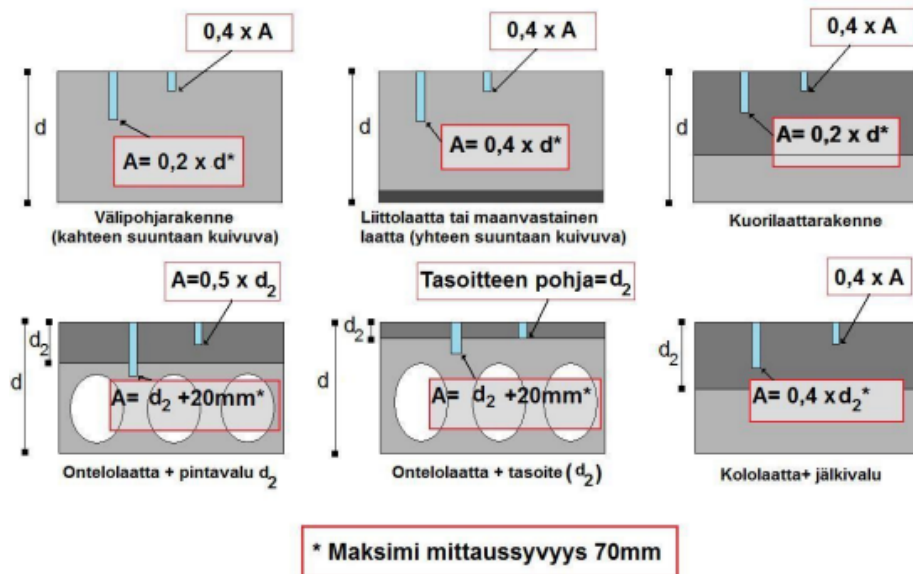 0,4 x A
0,4 x A
0,4 x A
d
A= 0,2 x d*
d
A= 0,4 x d*
A= 0,2 x d*
Välipohjarakenne
(kahteen suuntaan kuivuva)
Liittolaatta tai maanvastainen
laatta (yhteen suuntaan kuivuva)
Kuorilaattarakenne
A=0,5 x d₂
Tasoitteen pohja=d₂
0,4 x A
d₂
d
A= d₂ +20mm*
d₂
d
A= d₂ +20mm*
d₂
A= 0,4 x d₂*
Ontelolaatta + pintavalu d₂
Ontelolaatta + tasoite (d₂)
Kololaatta+ jälkivalu
* Maksimi mittaussyvyys 70mm